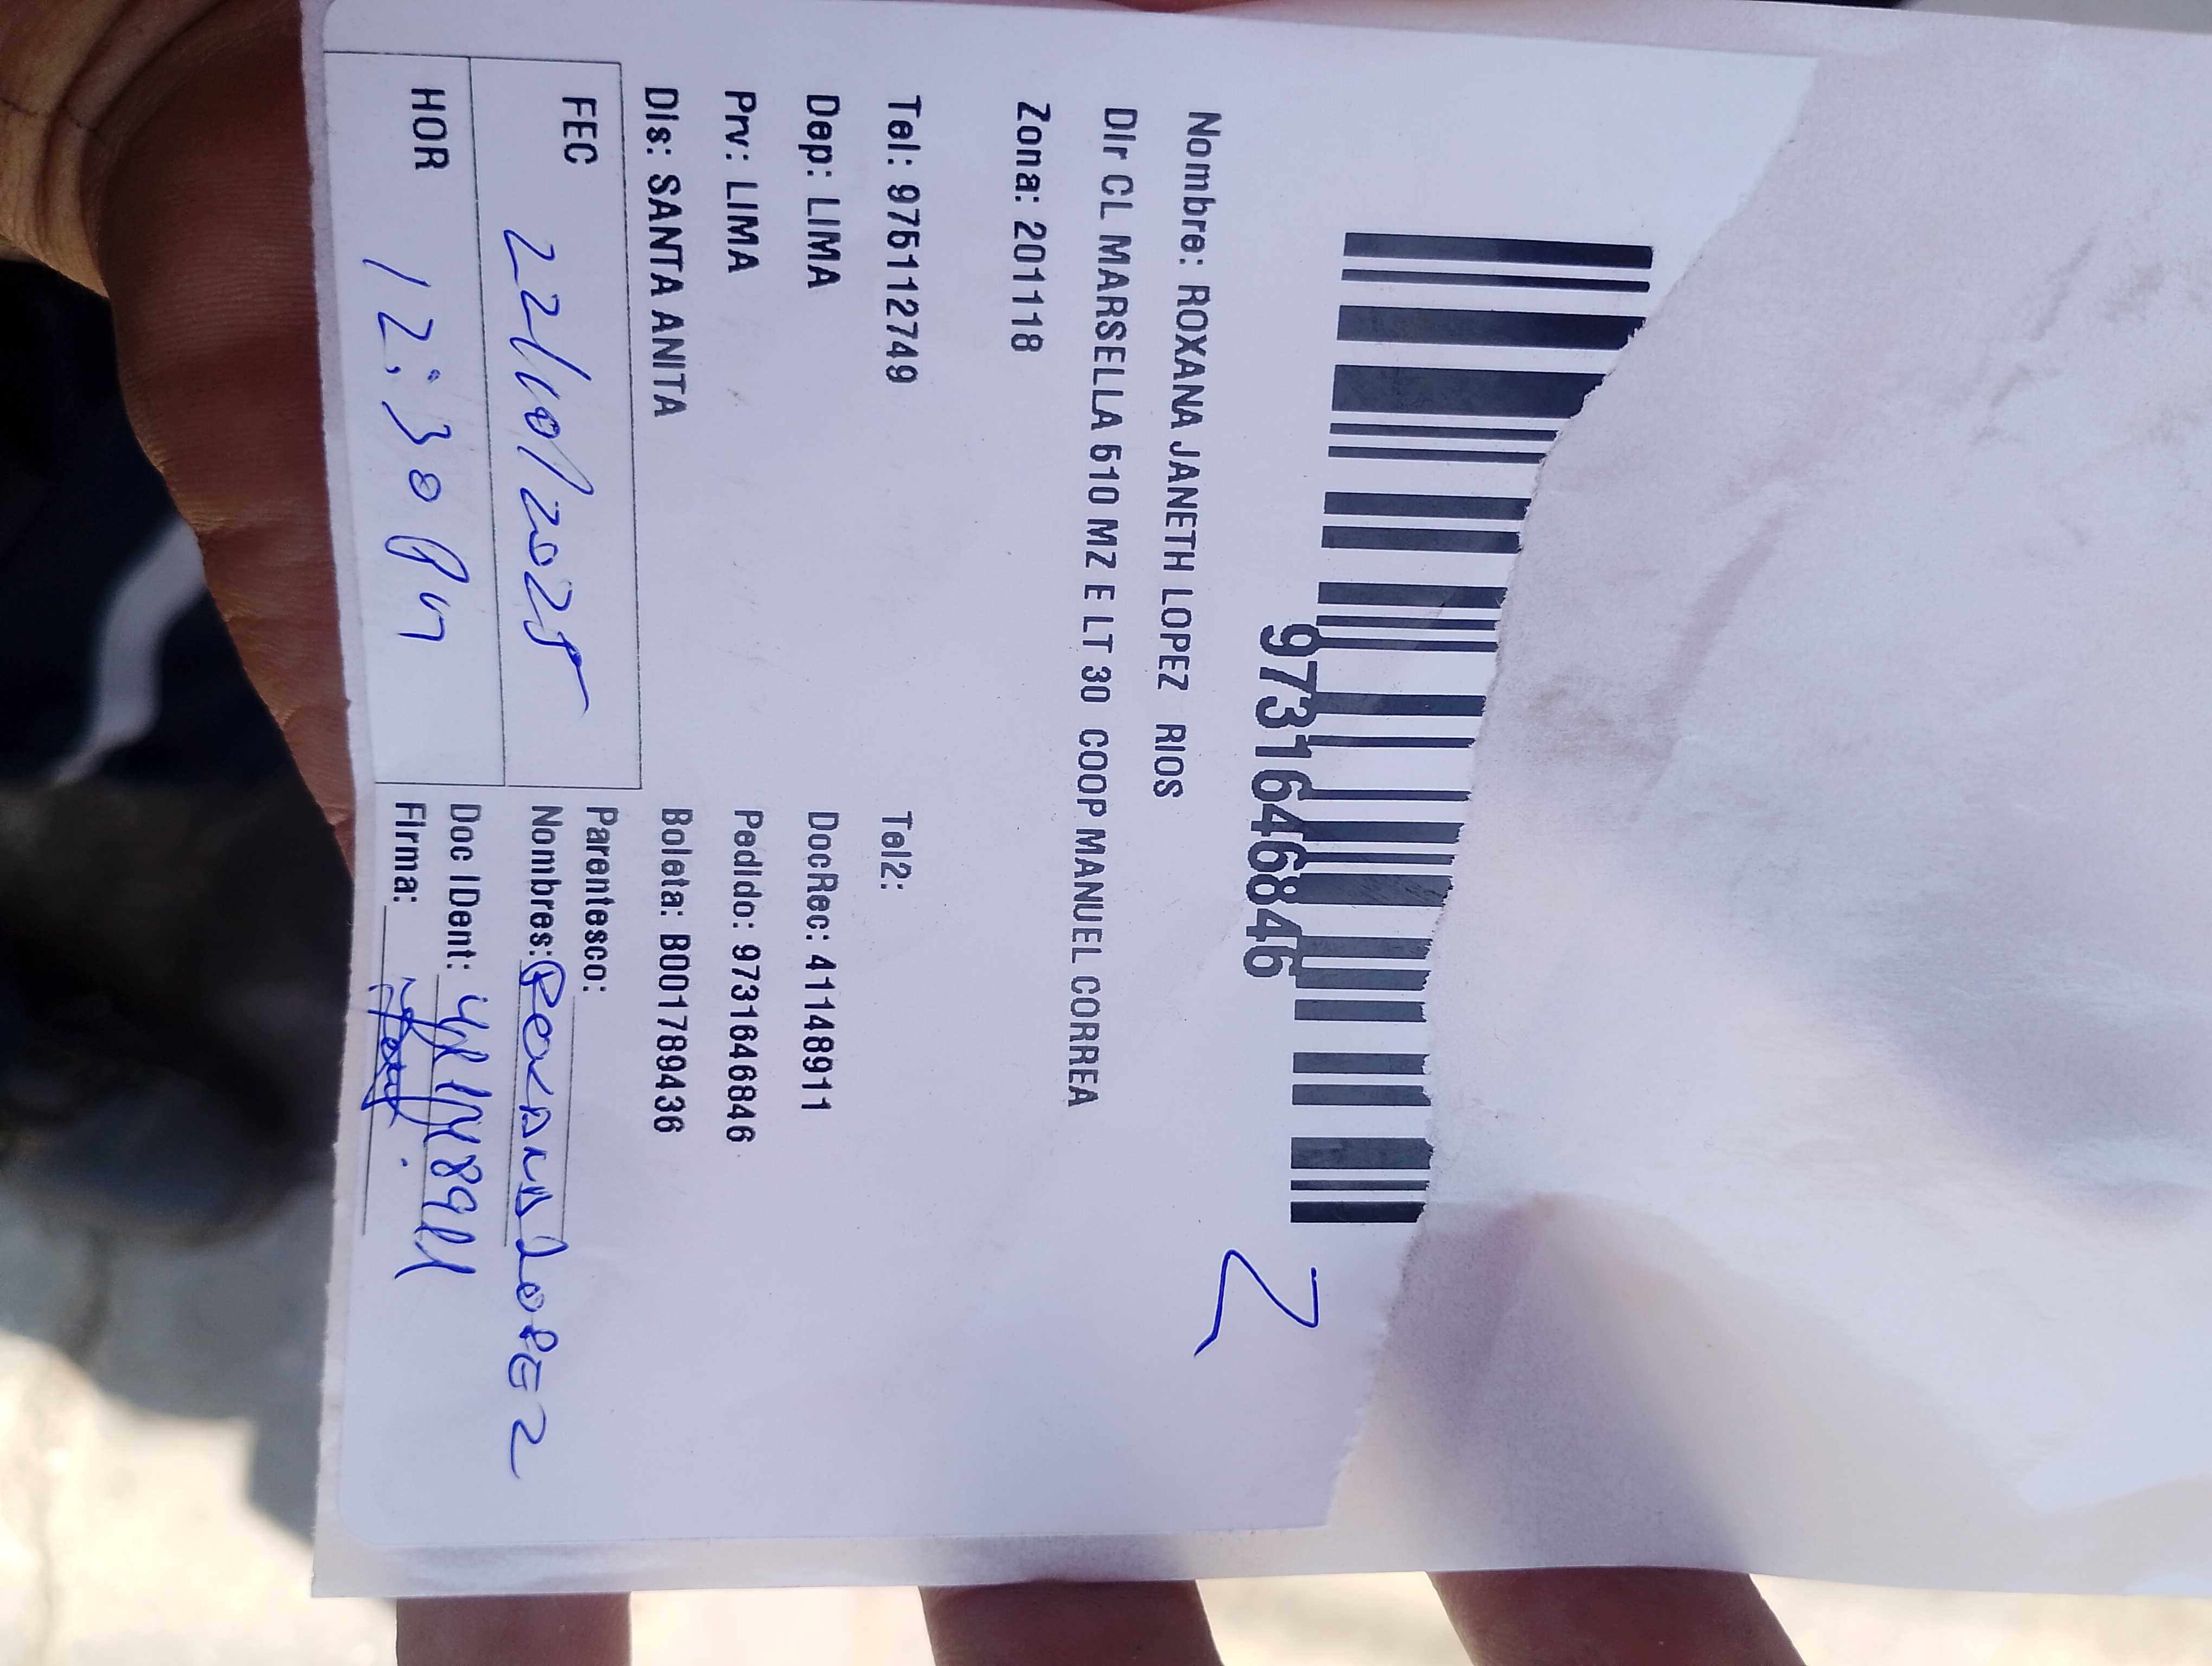 9731646846
Nombre: ROXANA JANETH LOPEZ RIOS
Dir CL MARSELLA 510 MZ E LT 30 COOP MANUEL CORREA
Zona: 201118
Tel: 975112749 Tel2:
Dep: LIMA DocRec: 41148911
Prv: LIMA Pedido: 9731646846
Dis: SANTA ANITA Boleta: B001789436
FEC 22/10/2025
HOR 12:30 Pm
Parentesco:
Nombres: Roxana Lopez
Doc IDent: 41148911
Firma: